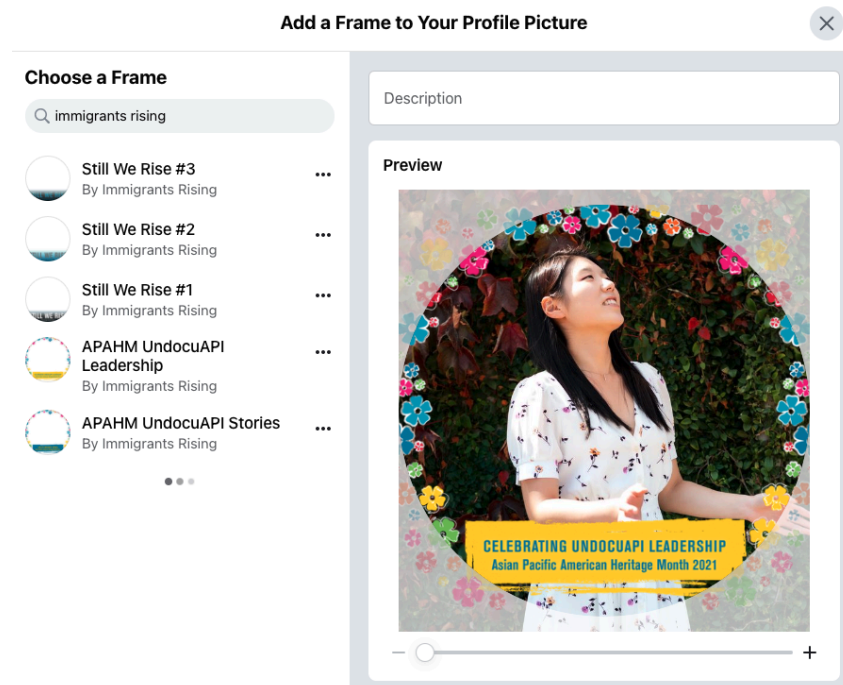 Add a Frame to Your Profile Picture
Choose a Frame
immigrants rising
Still We Rise #3
By Immigrants Rising
Still We Rise #2
By Immigrants Rising
Still We Rise #1
By Immigrants Rising
APAHM UndocuAPI
Leadership
By Immigrants Rising
APAHM UndocuAPI Stories
By Immigrants Rising
Description
Preview
CELEBRATING UNDOCUAPI LEADERSHIP
Asian Pacific American Heritage Month 2021